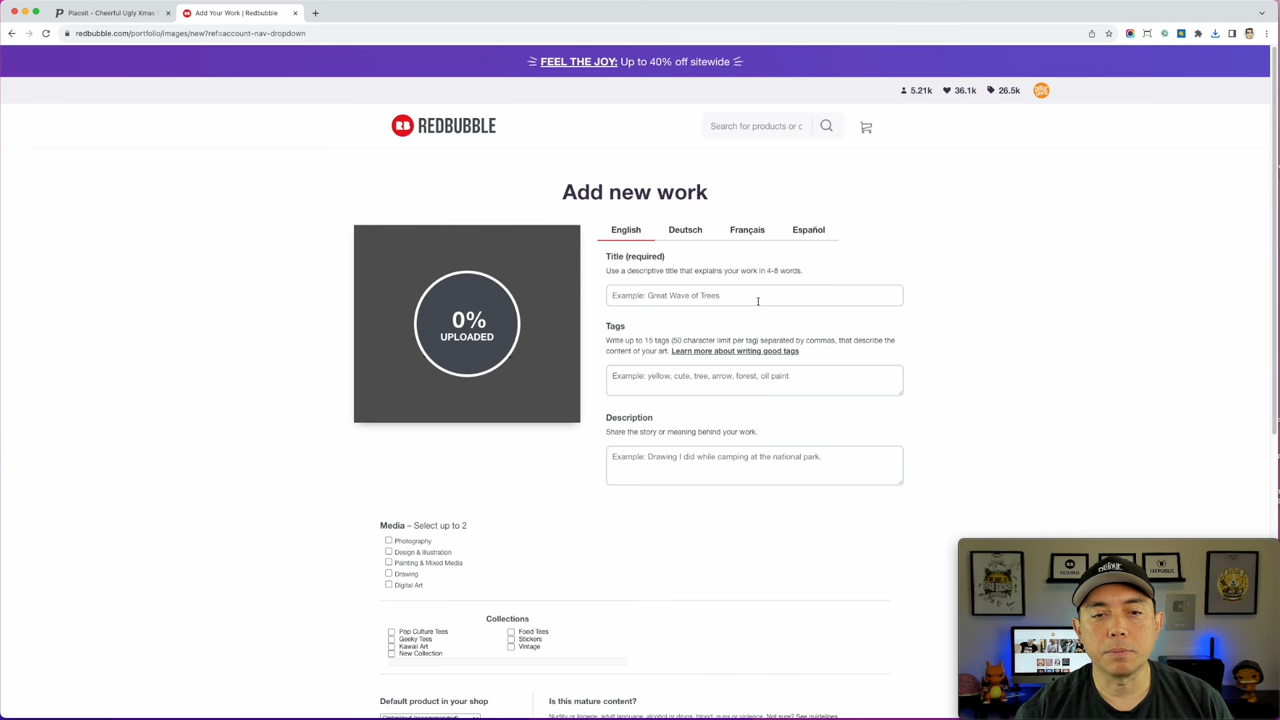 Placeit - Cheerful Ugly Xmas
Add Your Work | Redbubble
redbubble.com/portfolio/images/new?ref=account-nav-dropdown
FEEL THE JOY: Up to 40% off sitewide
5.21k 36.1k 26.5k
RB REDBUBBLE
Search for products or c
Add new work
English Deutsch Français Español
0%
UPLOADED
Title (required)
Use a descriptive title that explains your work in 4-8 words.
Example: Great Wave of Trees
Tags
Write up to 15 tags (50 character limit per tag) separated by commas, that describe the
content of your art. Learn more about writing good tags
Example: yellow, cute, tree, arrow, forest, oil paint
Description
Share the story or meaning behind your work.
Example: Drawing I did while camping at the national park.
Media – Select up to 2
Photography
Design & Illustration
Painting & Mixed Media
Drawing
Digital Art
Collections
Pop Culture Tees Food Tees
Geeky Tees Stickers
Kawaii Art Vintage
New Collection
Default product in your shop Is this mature content?
REDBUBBLE
TEEPUBLIC